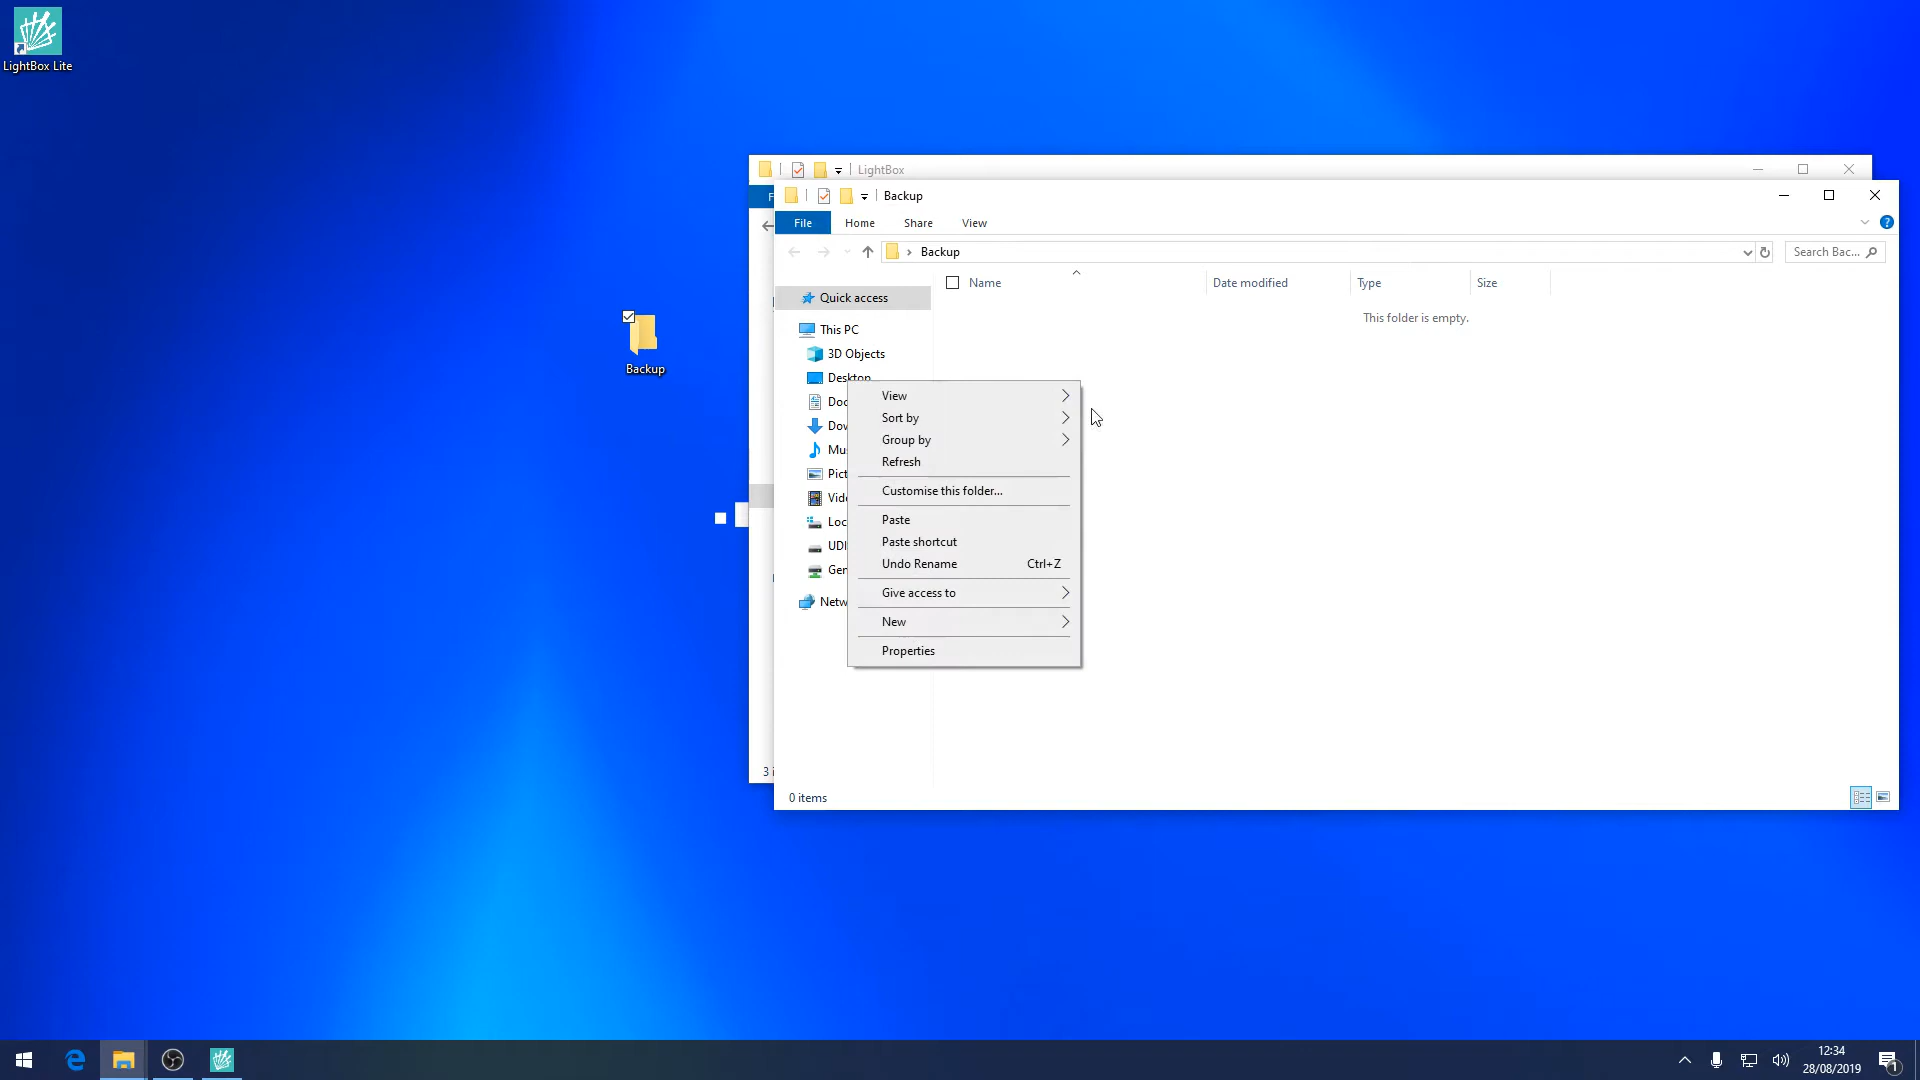 LightBox Lite
LightBox
Backup
File Home Share View
Backup
Search Bac...
Name Date modified Type Size
Quick access
This folder is empty.
This PC
3D Objects
Backup
Desktop
View
Sort by
Group by
Refresh
Customise this folder...
Paste
Paste shortcut
Undo Rename Ctrl+Z
Give access to
New
Properties
0 items
12:34
28/08/2019
1